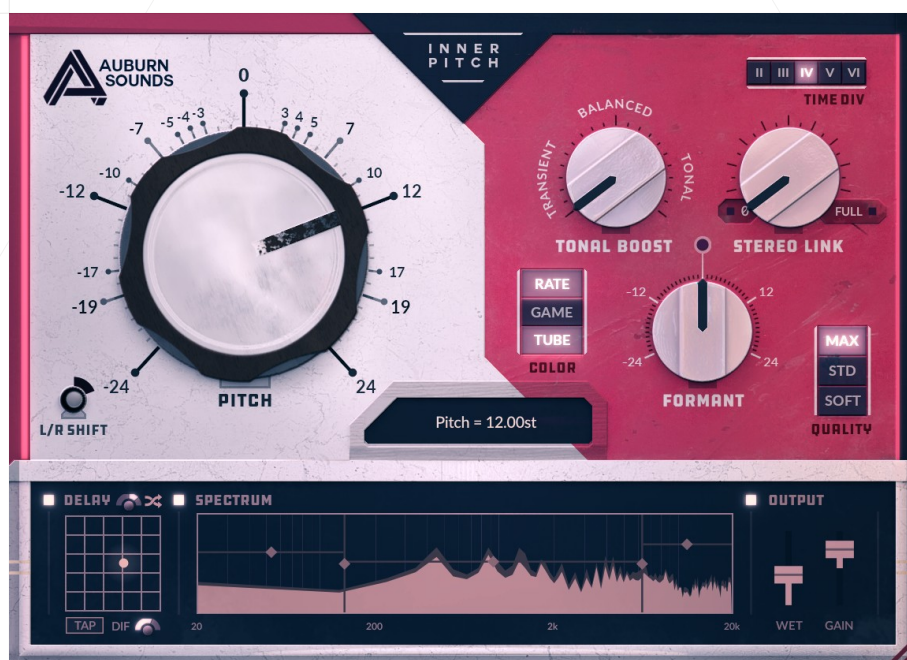 INNER
PITCH
AUBURN
SOUNDS
0
-3
-4
-5
-7
-10
-12
-17
-19
-24
3
4
5
7
10
12
17
19
24
PITCH
L/R SHIFT
II III IV V VI
TIME DIV
TRANSIENT
BALANCED
TONAL
TONAL BOOST
FULL
STEREO LINK
RATE
GAME
TUBE
COLOR
-12
12
-24
24
FORMANT
MAX
STD
SOFT
QUALITY
Pitch = 12.00st
DELAY
SPECTRUM
OUTPUT
TAP
DIF
20
200
2k
20k
WET
GAIN